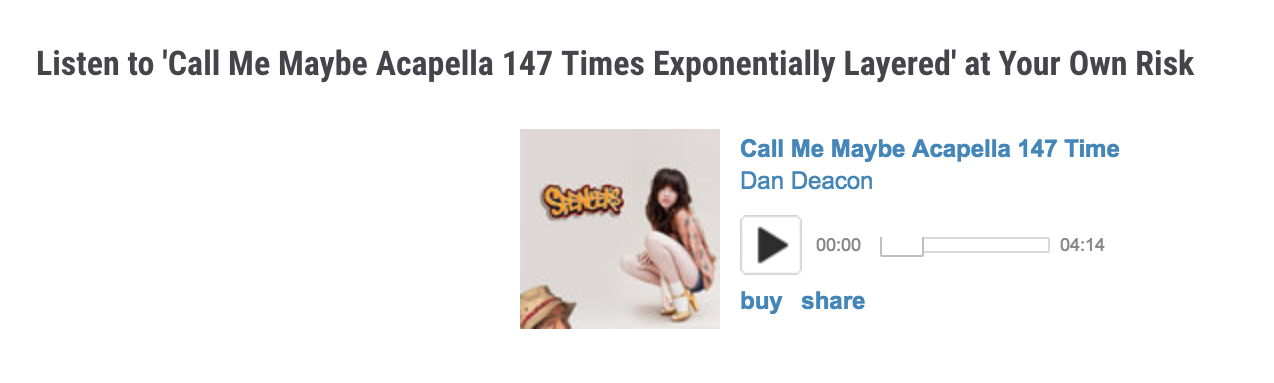 Listen to 'Call Me Maybe Acapella 147 Times Exponentially Layered' at Your Own Risk
SPENCER'S
Call Me Maybe Acapella 147 Time
Dan Deacon
00:00
04:14
buy share